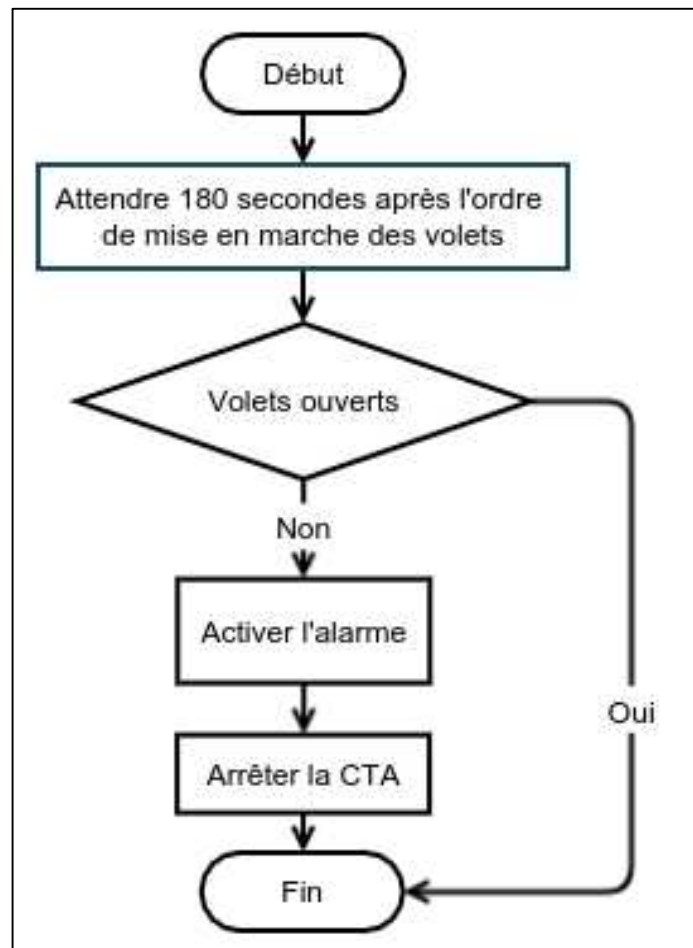 Début
Attendre 180 secondes après l'ordre
de mise en marche des volets
Volets ouverts
Non
Activer l'alarme
Oui
Arrêter la CTA
Fin